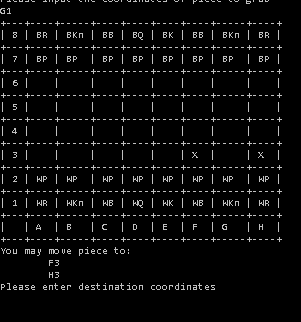 Please input the coordinates of piece to grab
G1
+---+---+---+---+---+---+---+---+---+
| 8 | BR | BKn | BB | BQ | BK | BB | BKn | BR |
+---+---+---+---+---+---+---+---+---+
| 7 | BP | BP | BP | BP | BP | BP | BP | BP |
+---+---+---+---+---+---+---+---+---+
| 6 | | | | | | | | |
+---+---+---+---+---+---+---+---+---+
| 5 | | | | | | | | |
+---+---+---+---+---+---+---+---+---+
| 4 | | | | | | | | |
+---+---+---+---+---+---+---+---+---+
| 3 | | | | | | X | | X |
+---+---+---+---+---+---+---+---+---+
| 2 | WP | WP | WP | WP | WP | WP | WP | WP |
+---+---+---+---+---+---+---+---+---+
| 1 | WR | WKn | WB | WQ | WK | WB | WKn | WR |
+---+---+---+---+---+---+---+---+---+
| | A | B | C | D | E | F | G | H |
+---+---+---+---+---+---+---+---+---+
You may move piece to:
F3
H3
Please enter destination coordinates